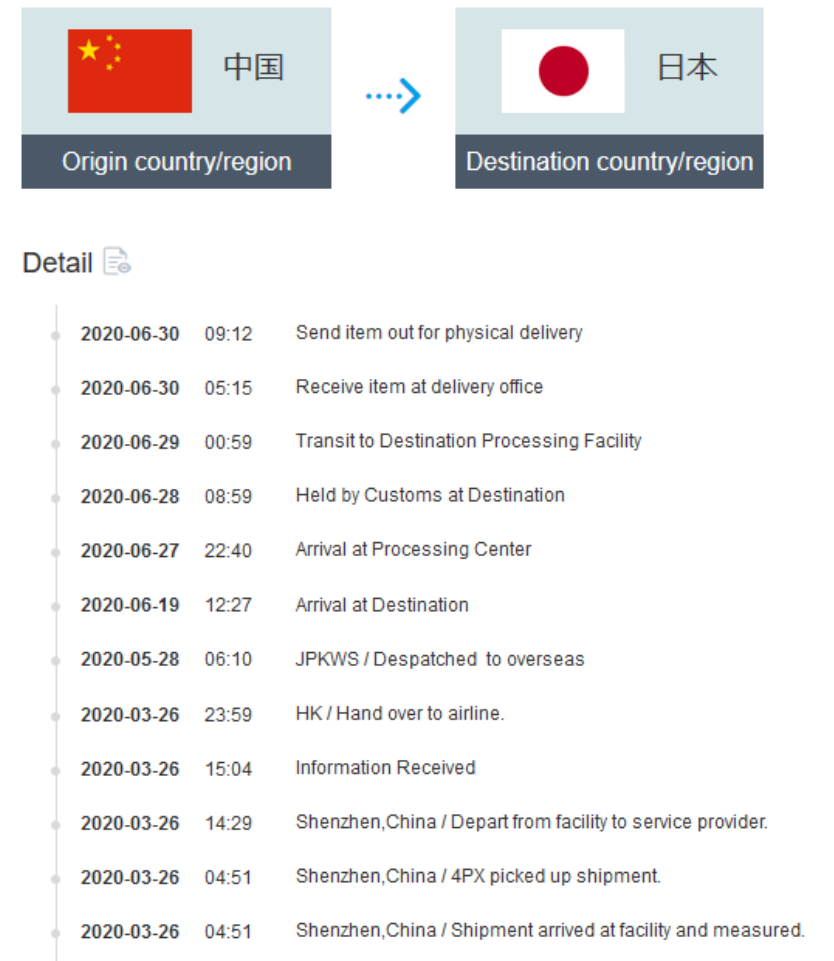 中国
日本
Origin country/region
Destination country/region
Detail
2020-06-30 09:12 Send item out for physical delivery
2020-06-30 05:15 Receive item at delivery office
2020-06-29 00:59 Transit to Destination Processing Facility
2020-06-28 08:59 Held by Customs at Destination
2020-06-27 22:40 Arrival at Processing Center
2020-06-19 12:27 Arrival at Destination
2020-05-28 06:10 JPKWS / Despatched to overseas
2020-03-26 23:59 HK / Hand over to airline.
2020-03-26 15:04 Information Received
2020-03-26 14:29 Shenzhen,China / Depart from facility to service provider.
2020-03-26 04:51 Shenzhen,China / 4PX picked up shipment.
2020-03-26 04:51 Shenzhen,China / Shipment arrived at facility and measured.